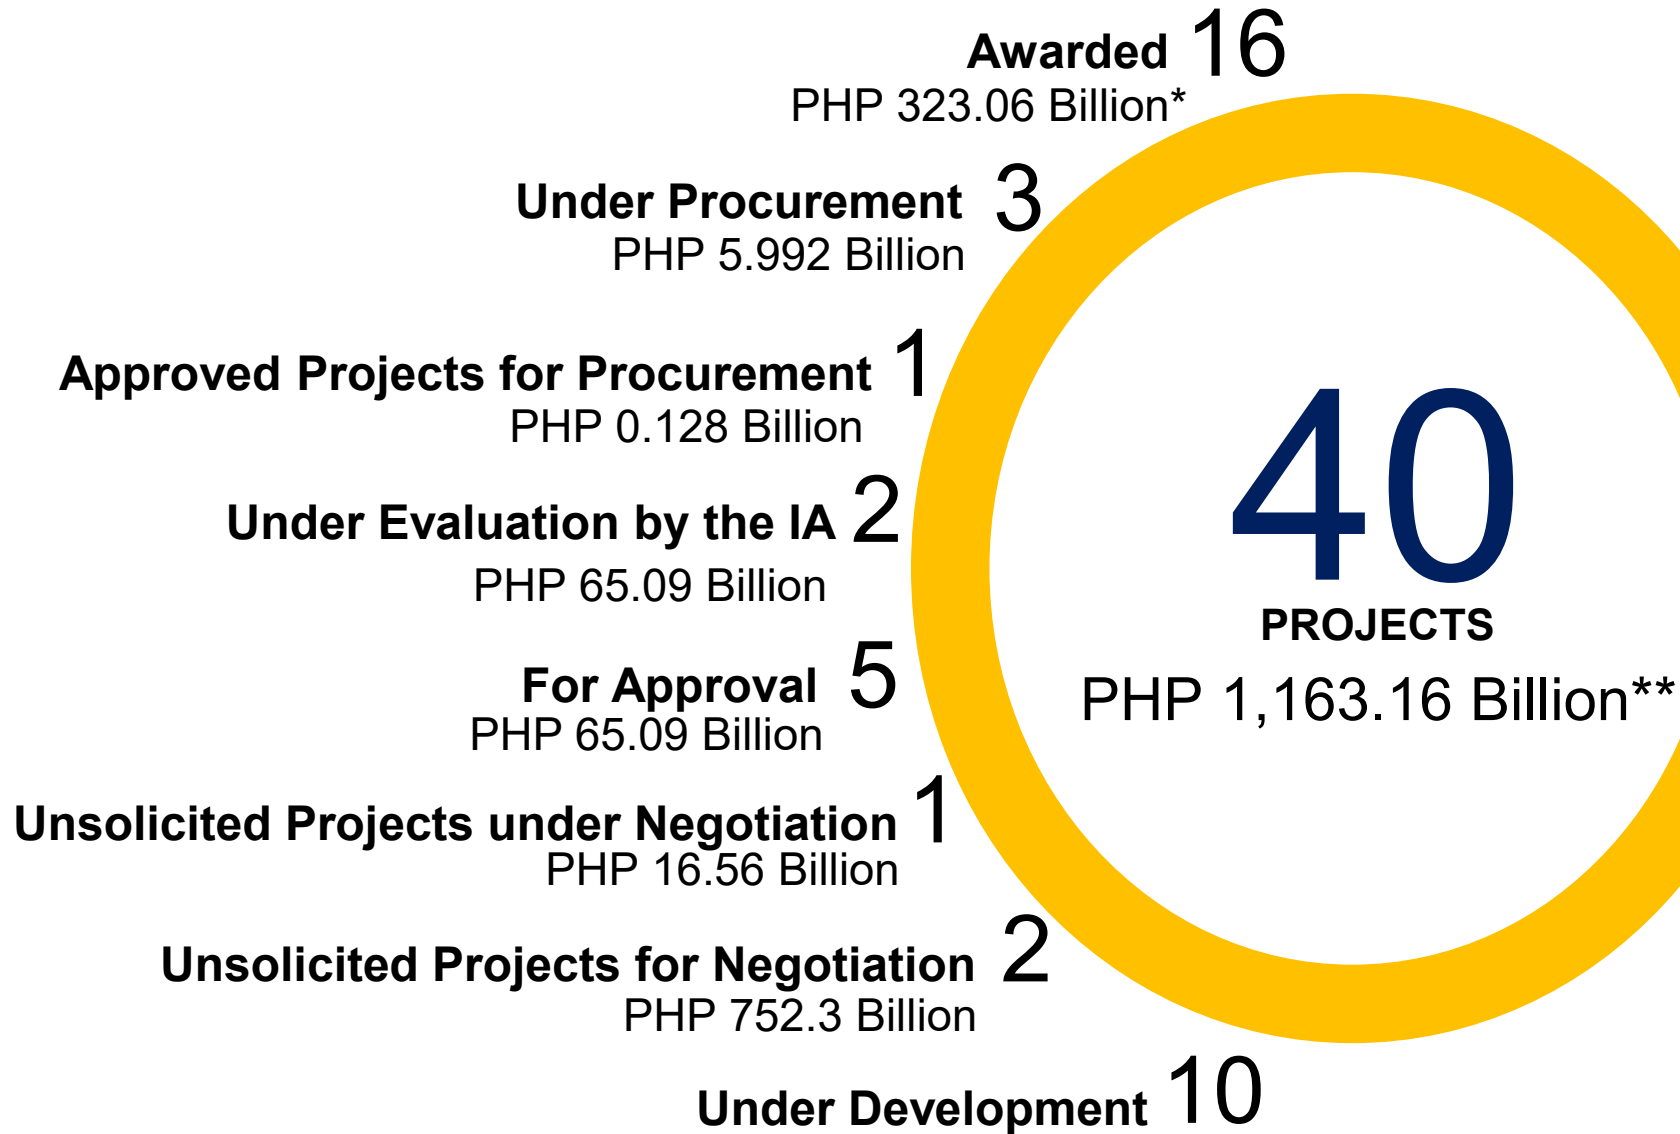 Awarded 16
PHP 323.06 Billion*
Under Procurement 3
PHP 5.992 Billion
Approved Projects for Procurement 1
PHP 0.128 Billion
Under Evaluation by the IA 2
PHP 65.09 Billion
For Approval 5
PHP 65.09 Billion
Unsolicited Projects under Negotiation 1
PHP 16.56 Billion
Unsolicited Projects for Negotiation 2
PHP 752.3 Billion
Under Development 10
40
PROJECTS
PHP 1,163.16 Billion**